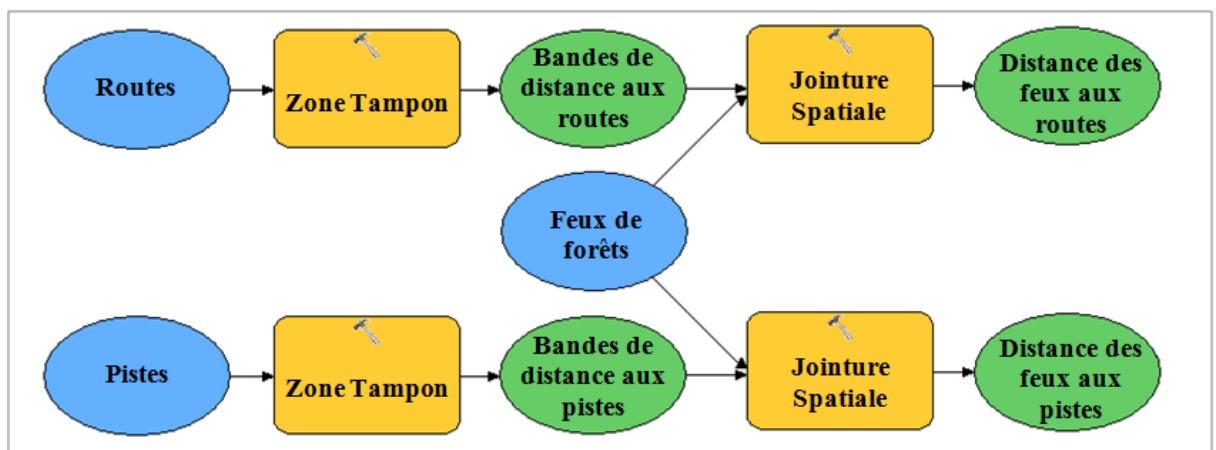 Routes
Zone Tampon
Bandes de
distance aux
routes
Jointure
Spatiale
Distance des
feux aux
routes
Feux de
forêts
Pistes
Zone Tampon
Bandes de
distance aux
pistes
Jointure
Spatiale
Distance des
feux aux
pistes